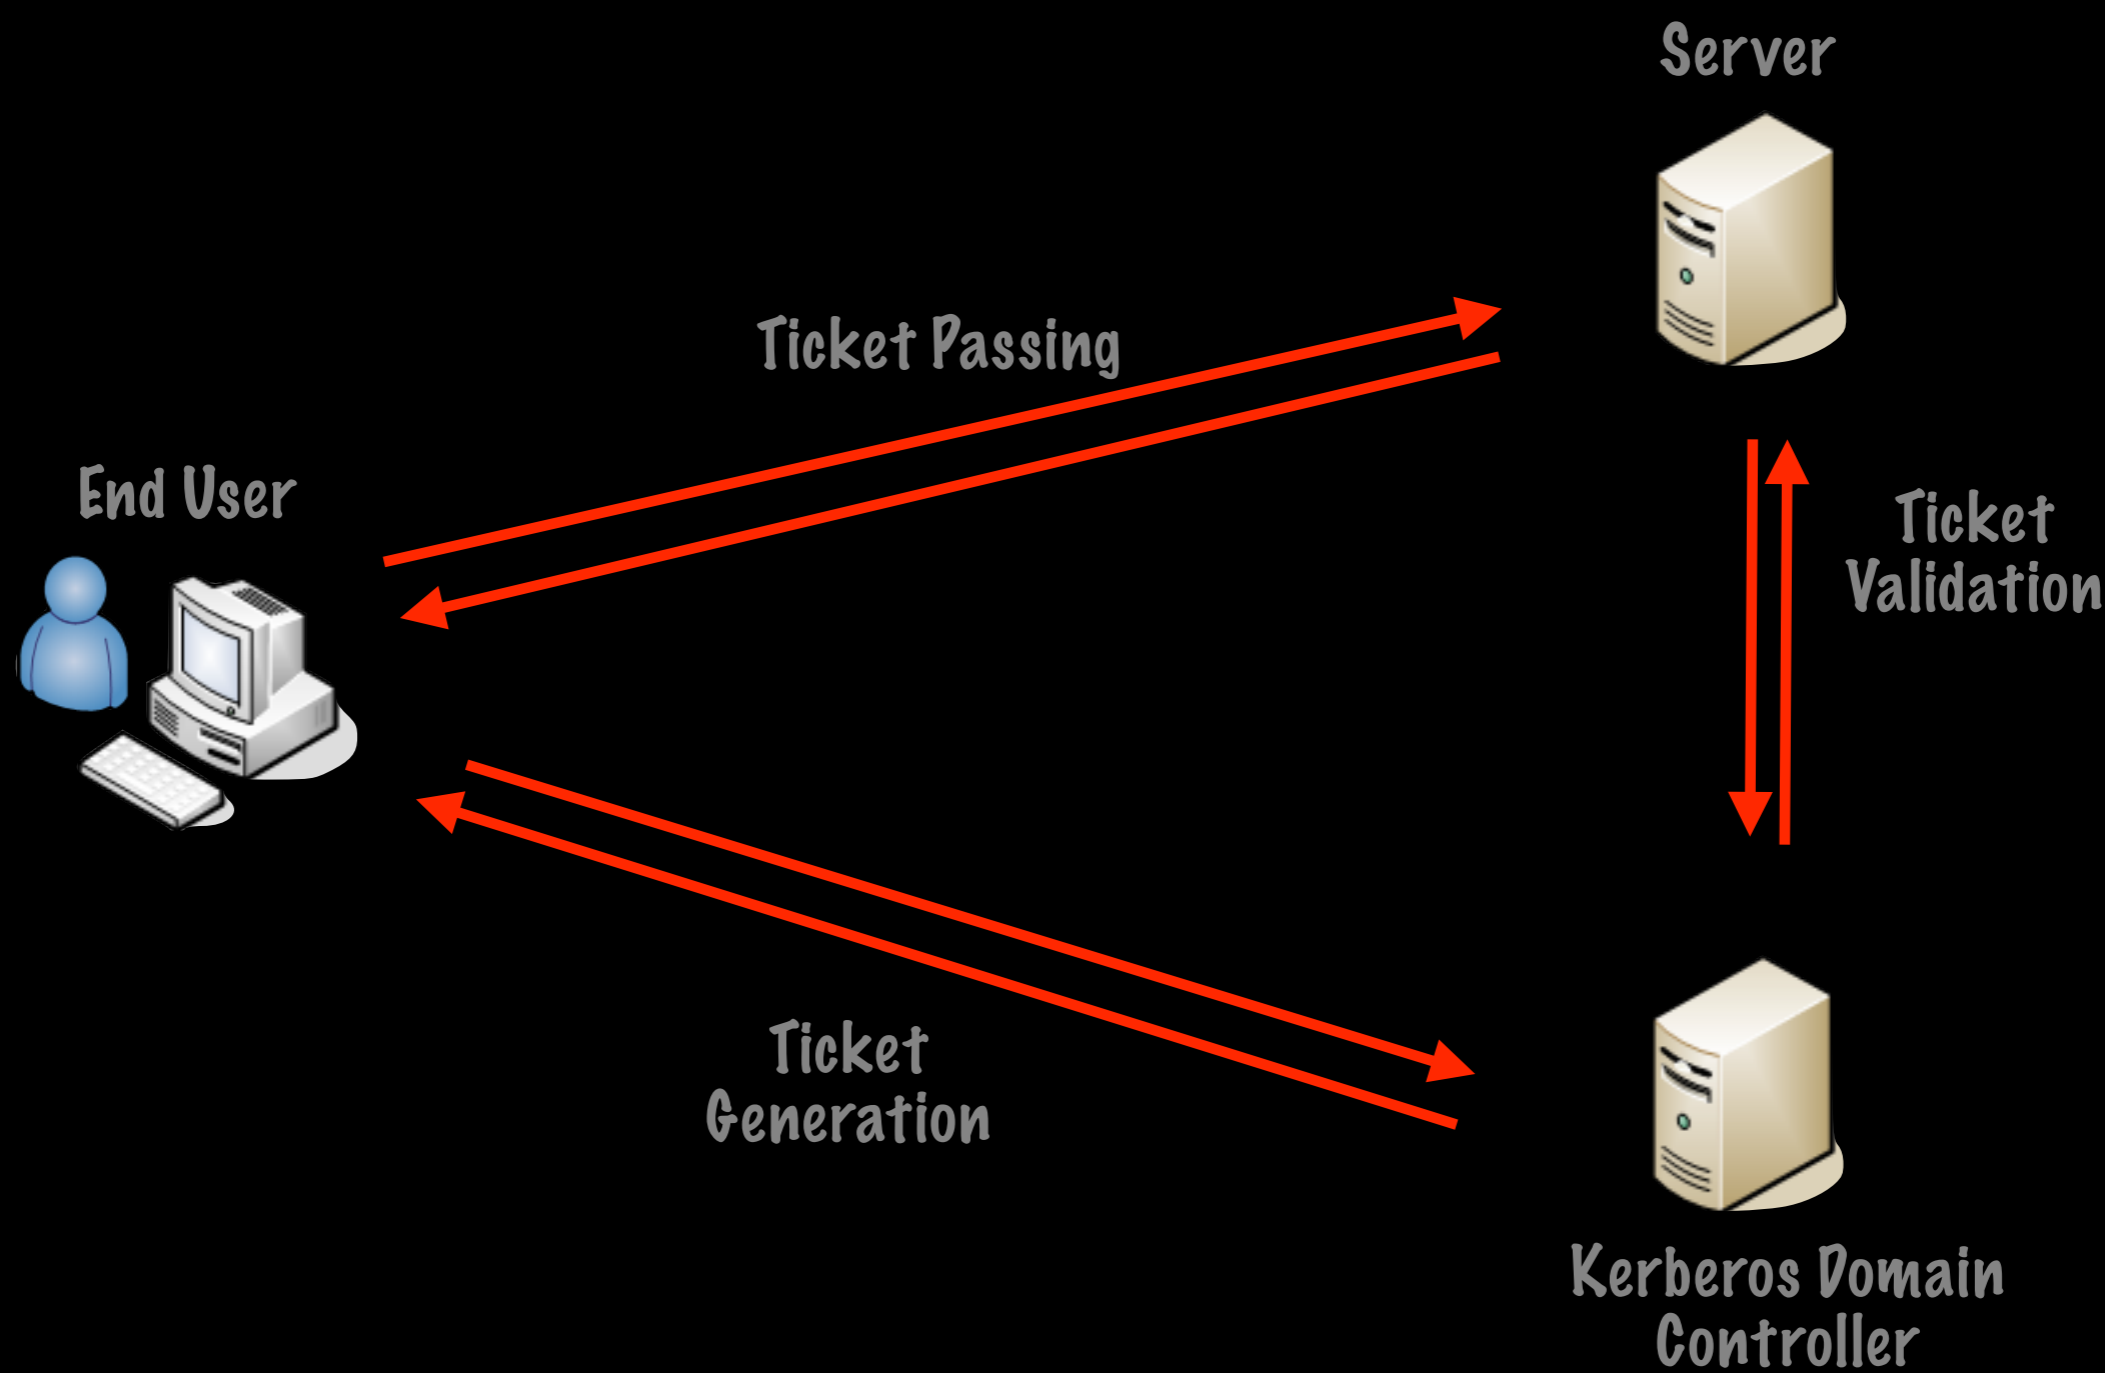 Server
Ticket Passing
End User
Ticket
Validation
Ticket
Generation
Kerberos Domain
Controller